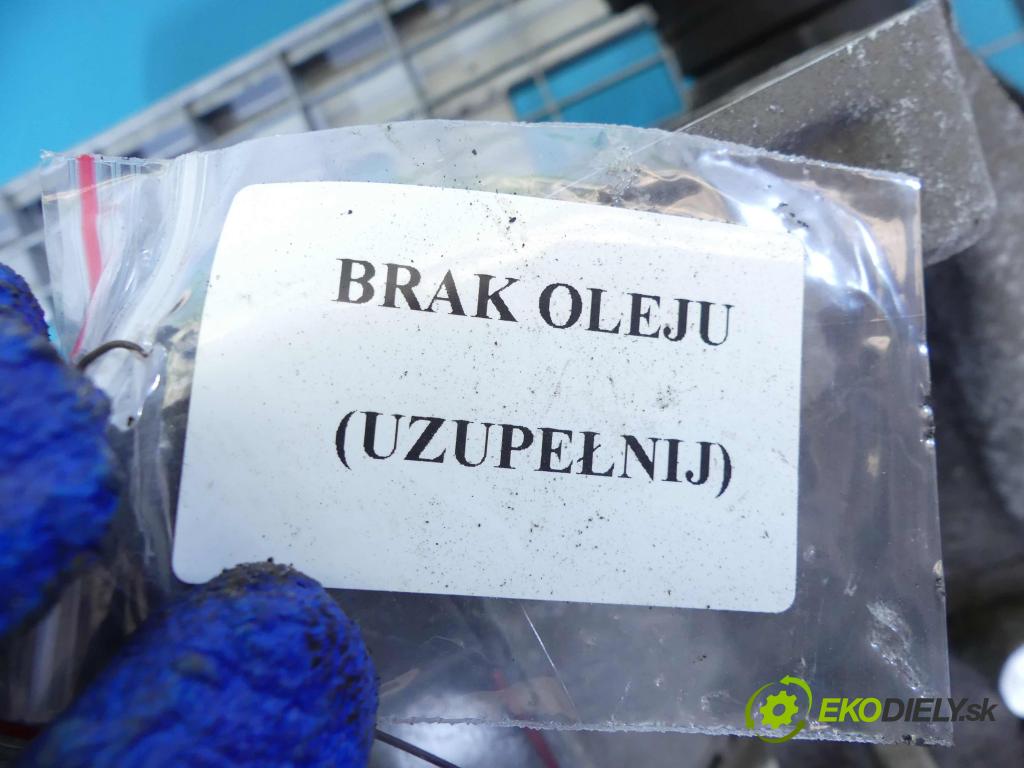 BRAK OLEJU
(UZUPEŁNIJ)
EKODIELY.sk